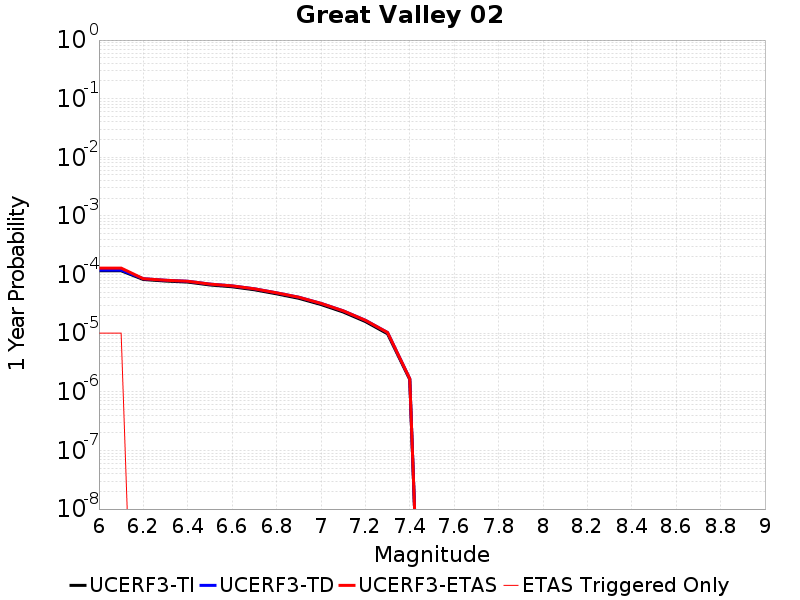 Great Valley 02
1 Year Probability
10^0
10^-1
10^-2
10^-3
10^-4
10^-5
10^-6
10^-7
10^-8
6 6.2 6.4 6.6 6.8 7 7.2 7.4 7.6 7.8 8 8.2 8.4 8.6 8.8 9
Magnitude
UCERF3-TI UCERF3-TD UCERF3-ETAS ETAS Triggered Only